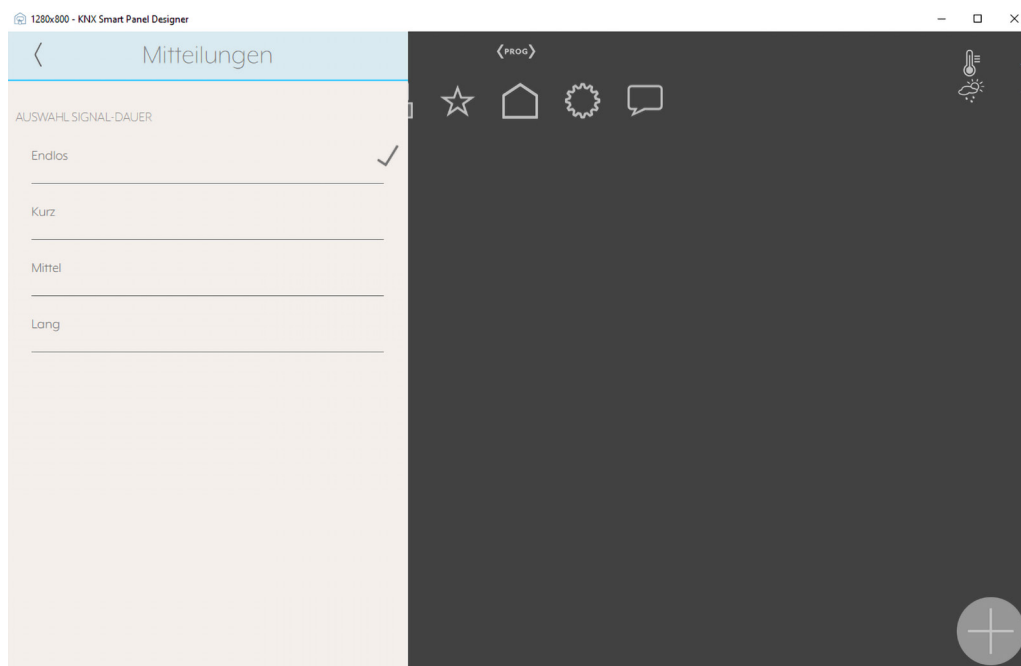 1280x800 - KNX Smart Panel Designer
Mitteilungen
PROG
AUSWAHL SIGNAL-DAUER
Endlos
Kurz
Mittel
Lang